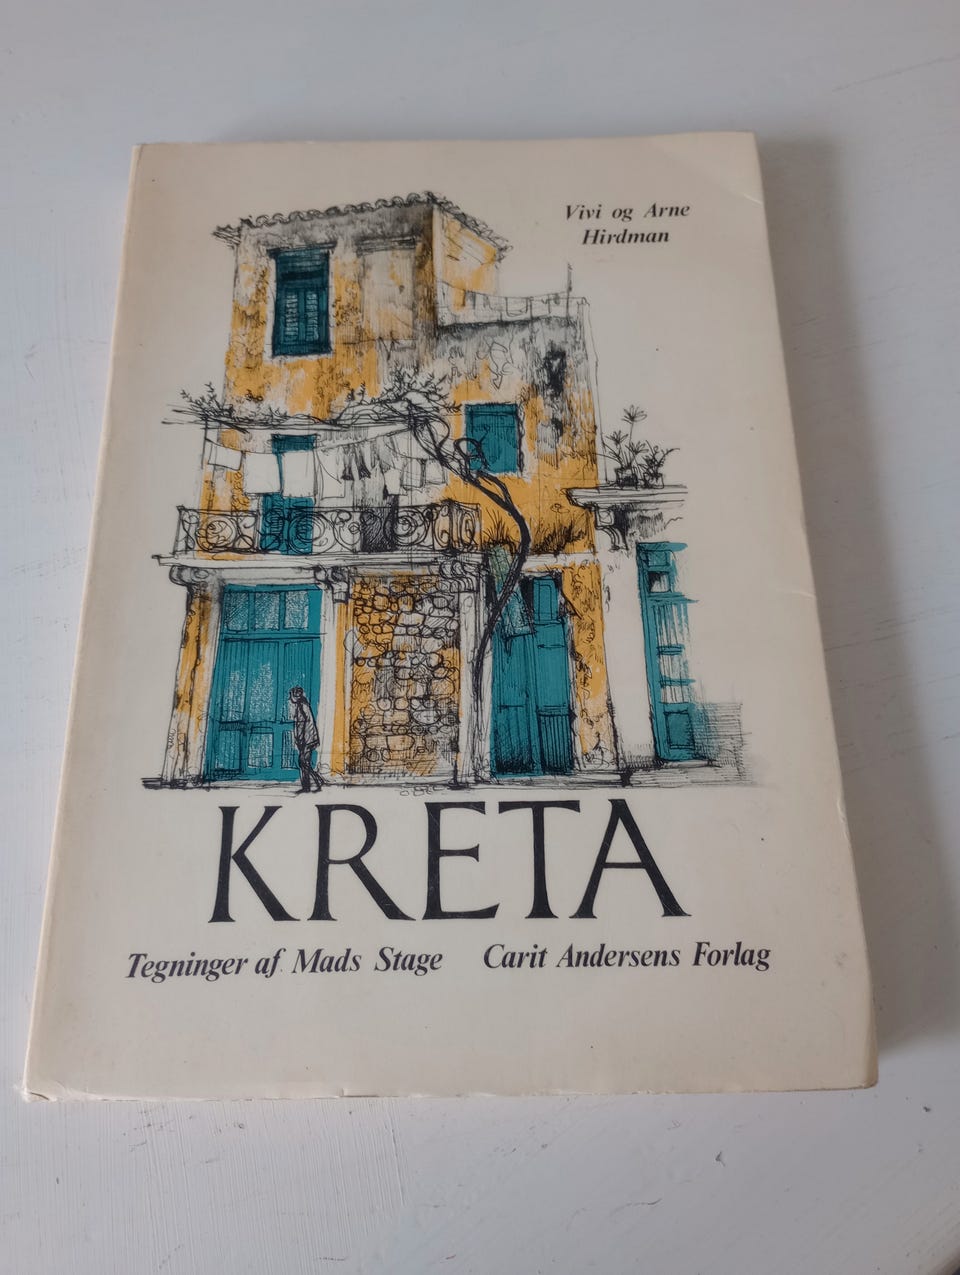 Vivi og Arne
Hirdman
KRETA
Tegninger af Mads Stage Carit Andersens Forlag